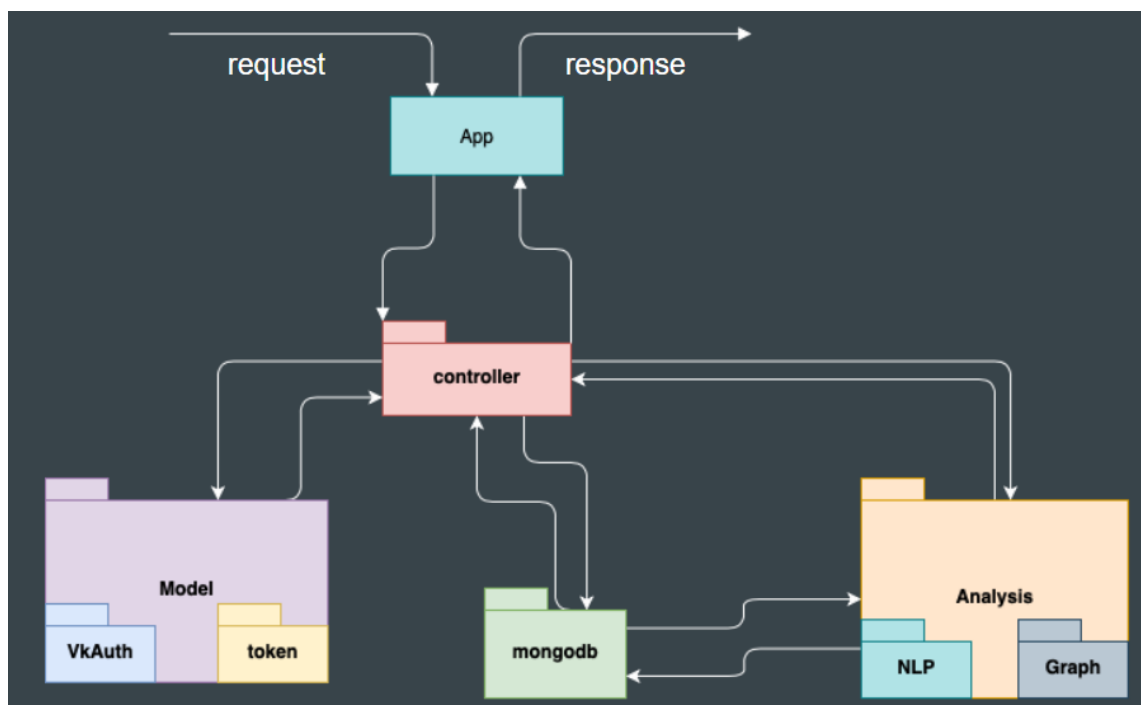 request
response
App
controller
Model
VkAuth
token
mongodb
Analysis
NLP
Graph